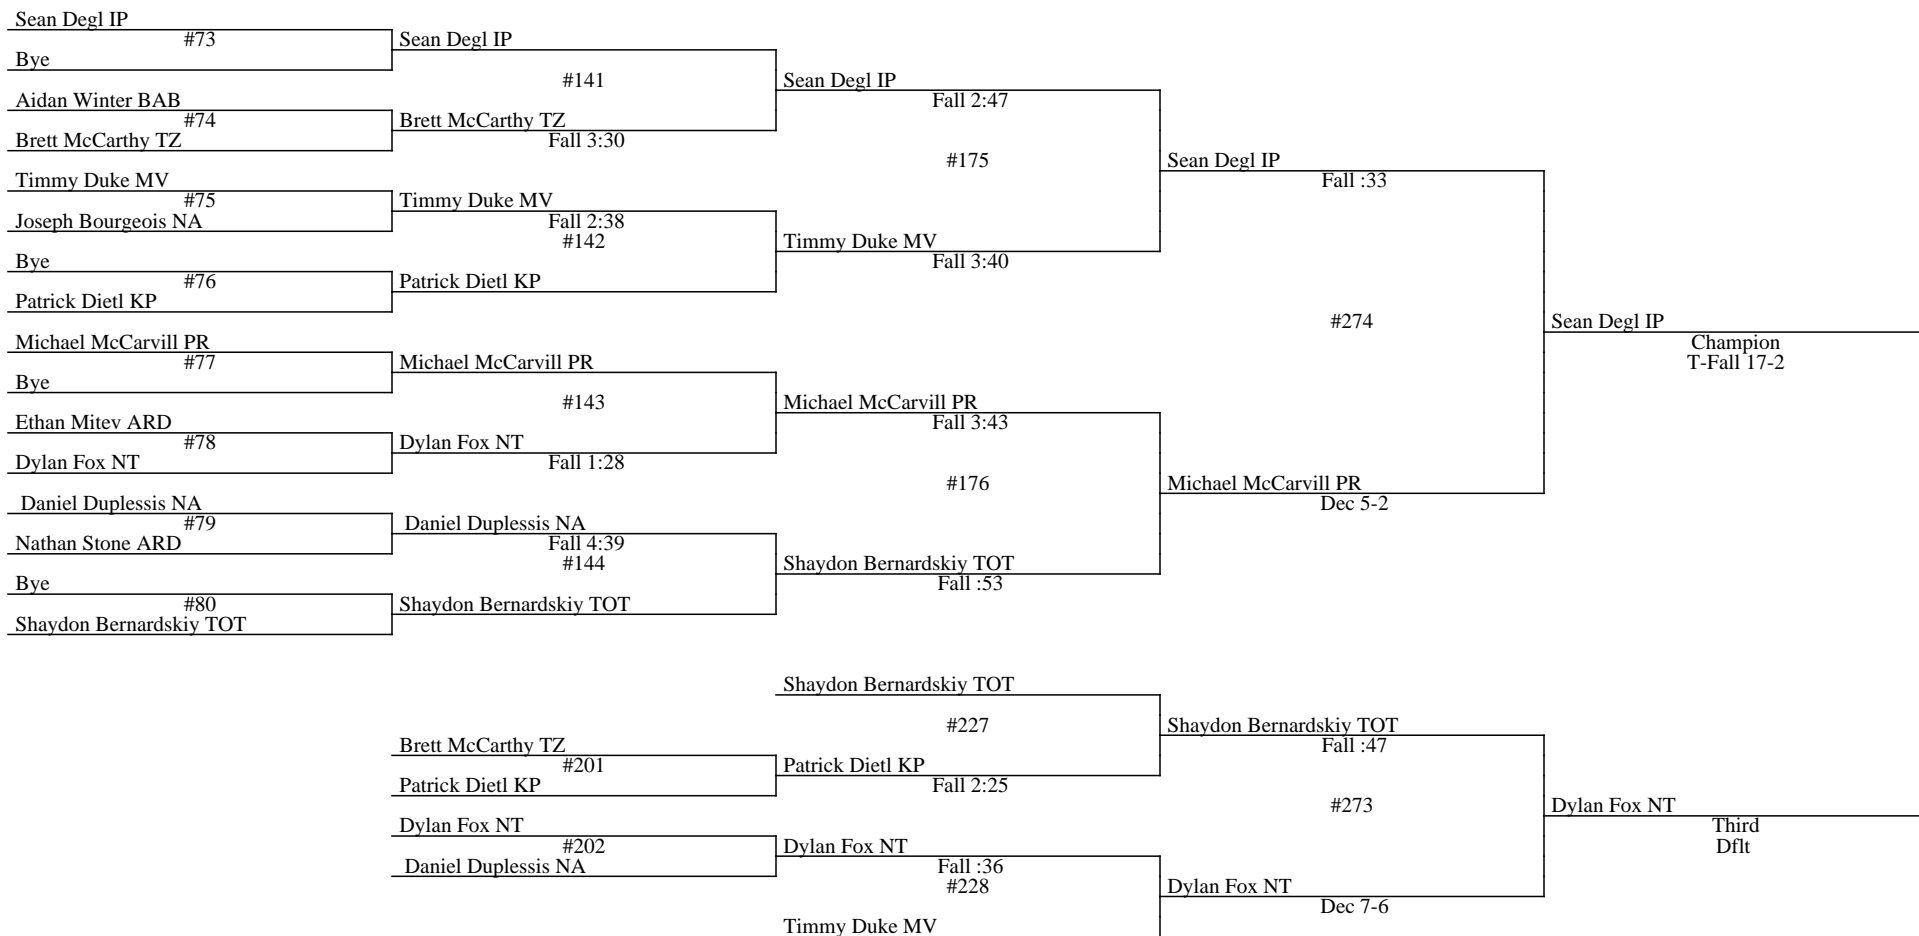 Sean Degl IP
#73
Bye
Sean Degl IP
#141
Aidan Winter BAB
#74
Brett McCarthy TZ
Brett McCarthy TZ
Fall 3:30
Sean Degl IP
Fall 2:47
#175
Timmy Duke MV
#75
Joseph Bourgeois NA
Timmy Duke MV
Fall 2:38
#142
Bye
#76
Patrick Dietl KP
Patrick Dietl KP
Timmy Duke MV
Fall 3:40
Sean Degl IP
Fall :33
#274
Michael McCarvill PR
#77
Bye
Michael McCarvill PR
#143
Ethan Mitev ARD
#78
Dylan Fox NT
Dylan Fox NT
Fall 1:28
Michael McCarvill PR
Fall 3:43
#176
Daniel Duplessis NA
#79
Nathan Stone ARD
Daniel Duplessis NA
Fall 4:39
#144
Bye
#80
Shaydon Bernardskiy TOT
Shaydon Bernardskiy TOT
Shaydon Bernardskiy TOT
Fall :53
Michael McCarvill PR
Dec 5-2
Sean Degl IP
Champion
T-Fall 17-2
Shaydon Bernardskiy TOT
#227
Brett McCarthy TZ
#201
Patrick Dietl KP
Patrick Dietl KP
Fall 2:25
Shaydon Bernardskiy TOT
Fall :47
#273
Dylan Fox NT
#202
Daniel Duplessis NA
Dylan Fox NT
Fall :36
#228
Timmy Duke MV
Dylan Fox NT
Dec 7-6
Dylan Fox NT
Third
Dflt